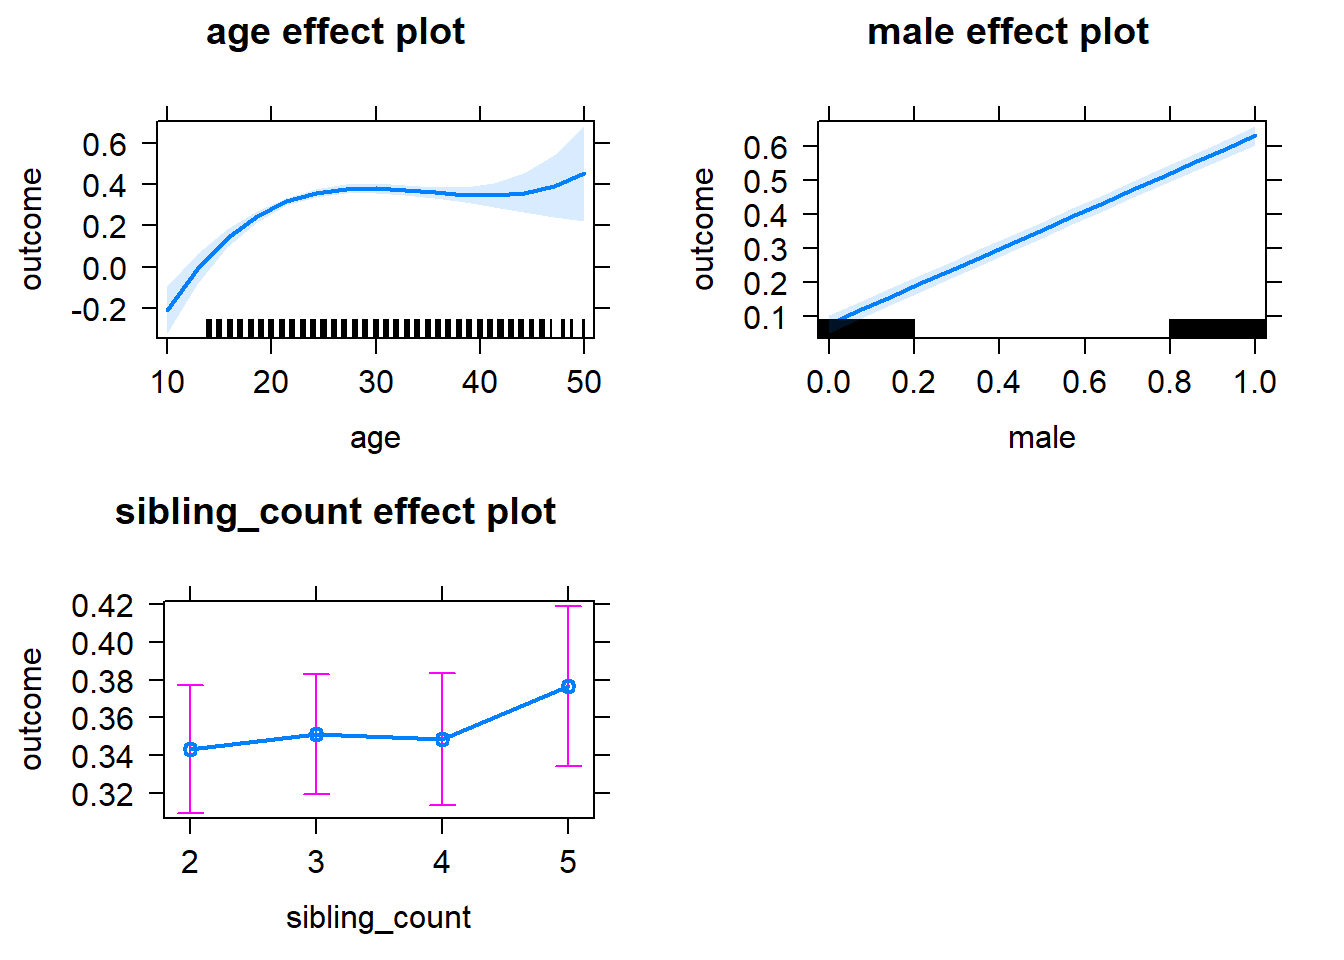 age effect plot
outcome
0.6
0.4
0.2
0.0
-0.2
10 20 30 40 50
age
male effect plot
outcome
0.6
0.5
0.4
0.3
0.2
0.1
0.0 0.2 0.4 0.6 0.8 1.0
male
sibling_count effect plot
outcome
0.42
0.40
0.38
0.36
0.34
0.32
2 3 4 5
sibling_count